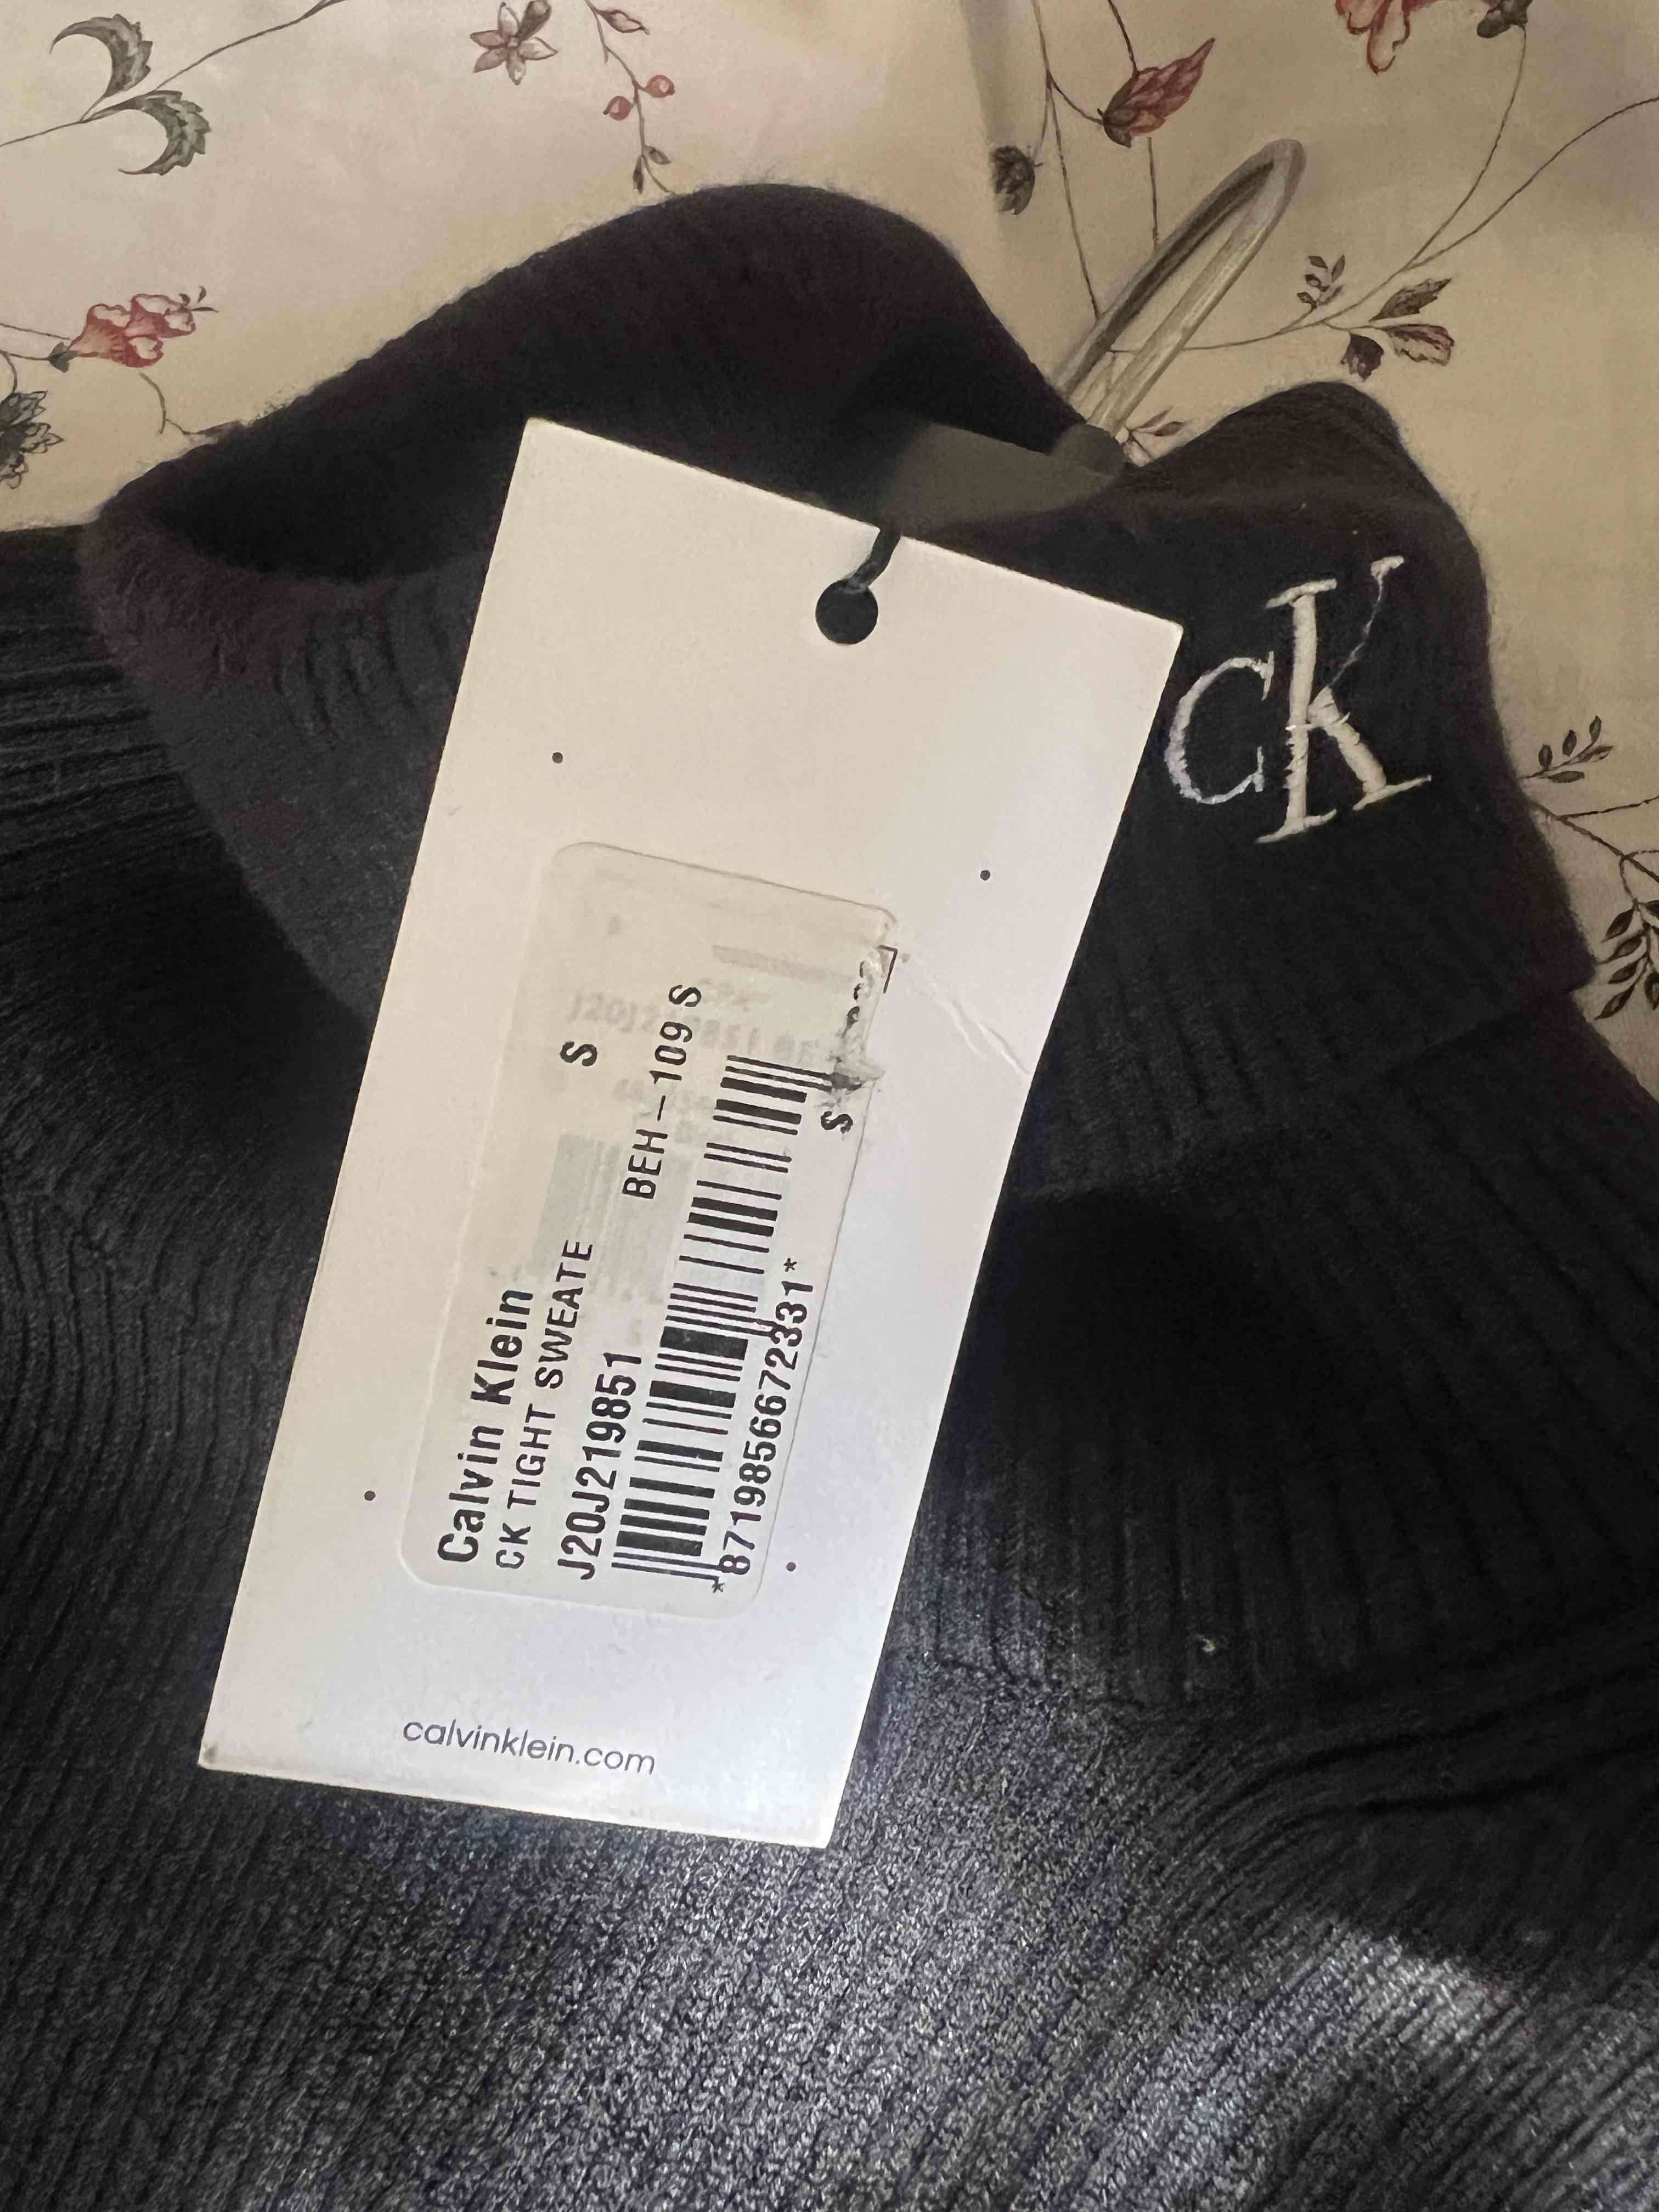 CK
Calvin Klein
CK TIGHT SWEATE S
J20J219851 BEH-109 S
*8719856672331* S
calvinklein.com